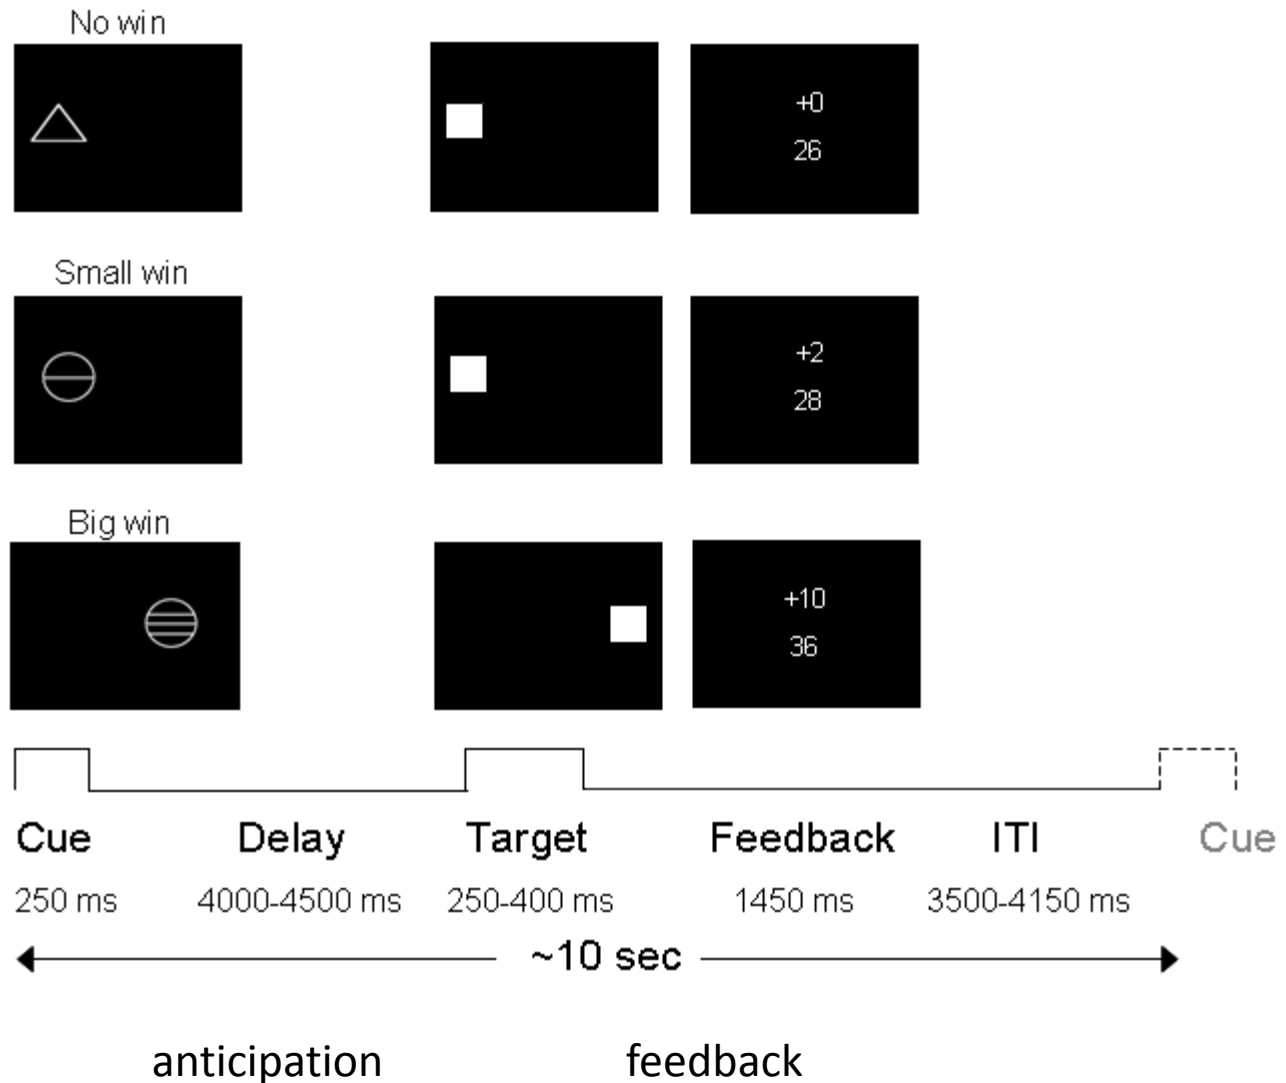 No win
+0
26
Small win
+2
28
Big win
+10
36
Cue Delay Target Feedback ITI Cue
250 ms 4000-4500 ms 250-400 ms 1450 ms 3500-4150 ms
~10 sec
anticipation feedback